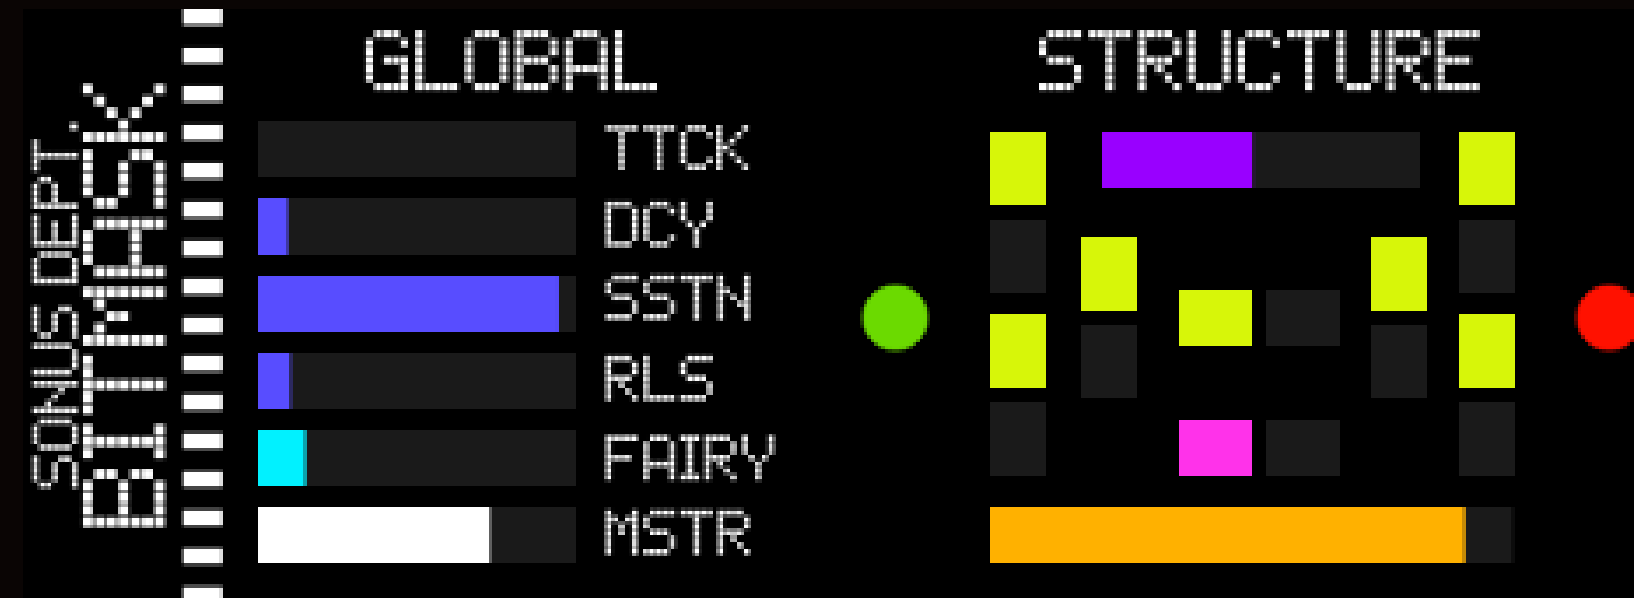 SONUS DEPT.
BITMASK
GLOBAL
TTCK
DCY
SSTN
RLS
FAIRY
MSTR
STRUCTURE